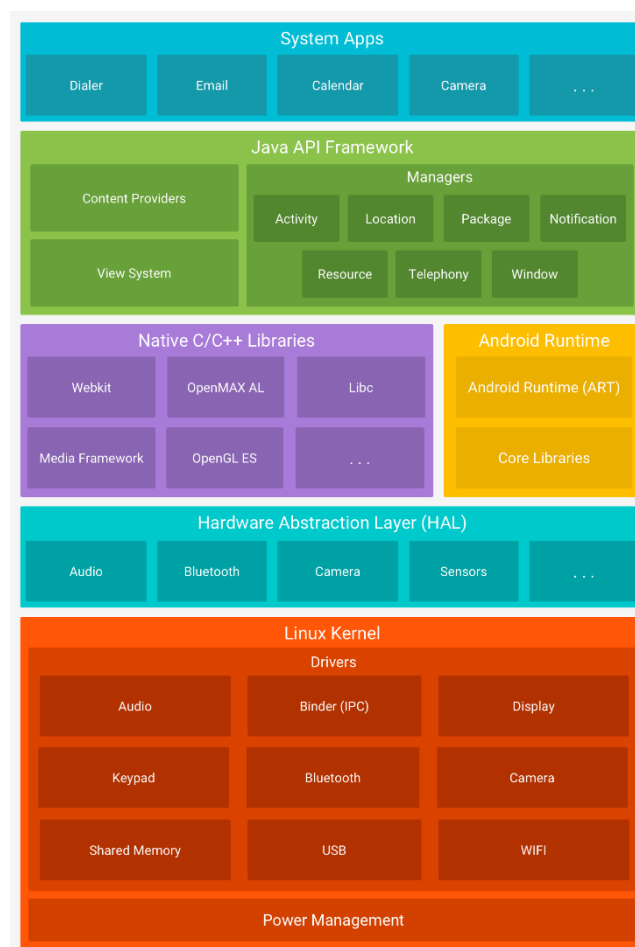 System Apps
Dialer Email Calendar Camera . . .
Java API Framework
Content Providers
View System
Managers
Activity Location Package Notification
Resource Telephony Window
Native C/C++ Libraries
Webkit OpenMAX AL Libc
Media Framework OpenGL ES . . .
Android Runtime
Android Runtime (ART)
Core Libraries
Hardware Abstraction Layer (HAL)
Audio Bluetooth Camera Sensors . . .
Linux Kernel
Drivers
Audio Binder (IPC) Display
Keypad Bluetooth Camera
Shared Memory USB WIFI
Power Management